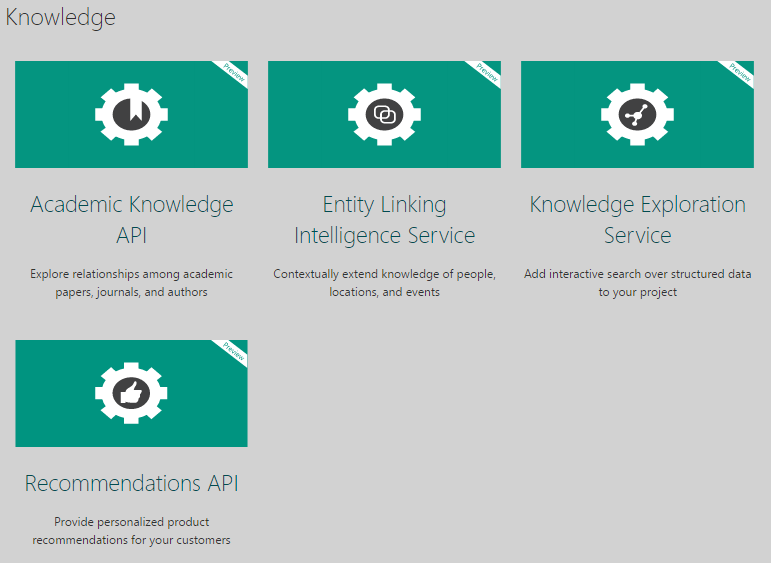 Knowledge
Preview
Preview
Preview
Academic Knowledge
API
Explore relationships among academic
papers, journals, and authors
Entity Linking
Intelligence Service
Contextually extend knowledge of people,
locations, and events
Knowledge Exploration
Service
Add interactive search over structured data
to your project
Preview
Recommendations API
Provide personalized product
recommendations for your customers